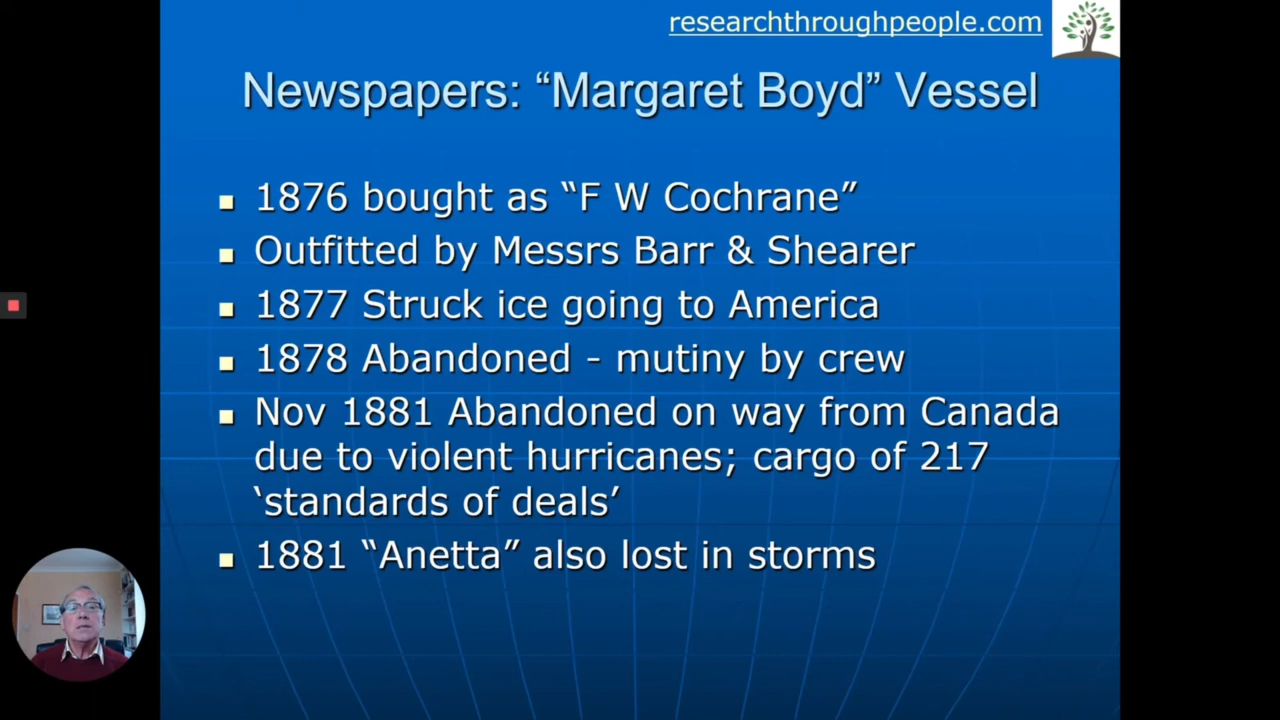 researchthroughpeople.com
Newspapers: “Margaret Boyd” Vessel
1876 bought as “F W Cochrane”
Outfitted by Messrs Barr & Shearer
1877 Struck ice going to America
1878 Abandoned - mutiny by crew
Nov 1881 Abandoned on way from Canada
due to violent hurricanes; cargo of 217
‘standards of deals’
1881 “Anetta” also lost in storms